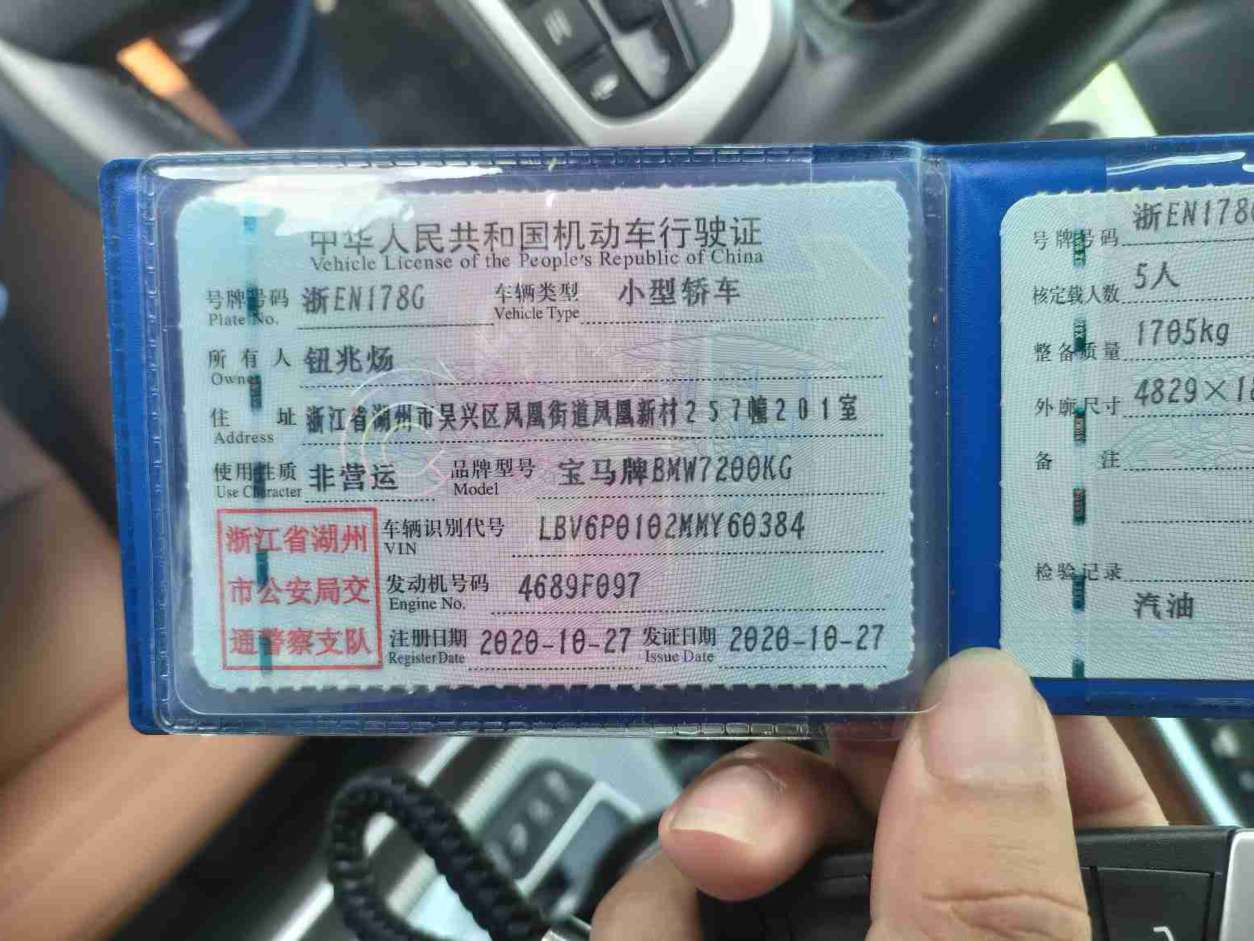 中华人民共和国机动车行驶证
Vehicle License of the People's Republic of China
号牌号码 浙EN178G 车辆类型 小型轿车
Plate No. Vehicle Type
所有人 钮兆炀
Owner
住址 浙江省湖州市吴兴区凤凰街道凤凰新村257幢201室
Address
使用性质 非营运 品牌型号 宝马牌BMW7200KG
Use Character Model
浙江省湖州
市公安局交
通警察支队
车辆识别代号 LBV6P0102MMY60384
VIN
发动机号码 4689F097
Engine No.
注册日期 2020-10-27 发证日期 2020-10-27
Register Date Issue Date
号牌号码 浙EN178
核定载人数 5人
整备质量 1705kg
外廓尺寸 4829×1
备注
检验记录
汽油